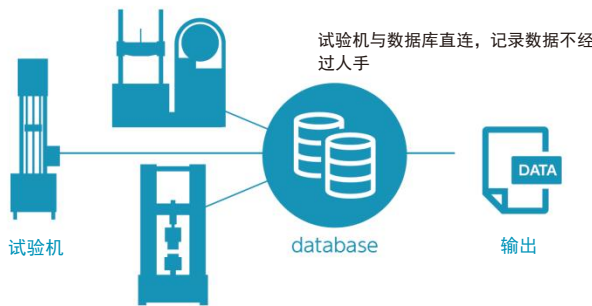 试验机与数据库直连，记录数据不经
过人手
DATA
试验机
database
输出